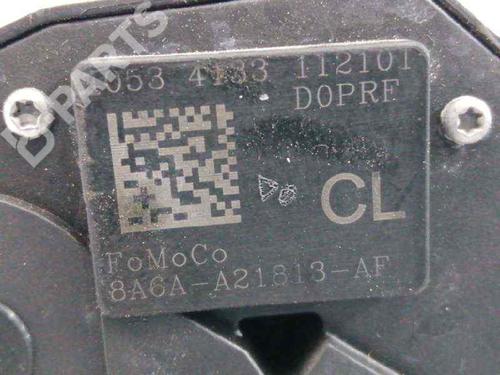 053 4133 112101
D0PRF
CL
FoMoCo
8A6A-A21813-AF
B-PARTS